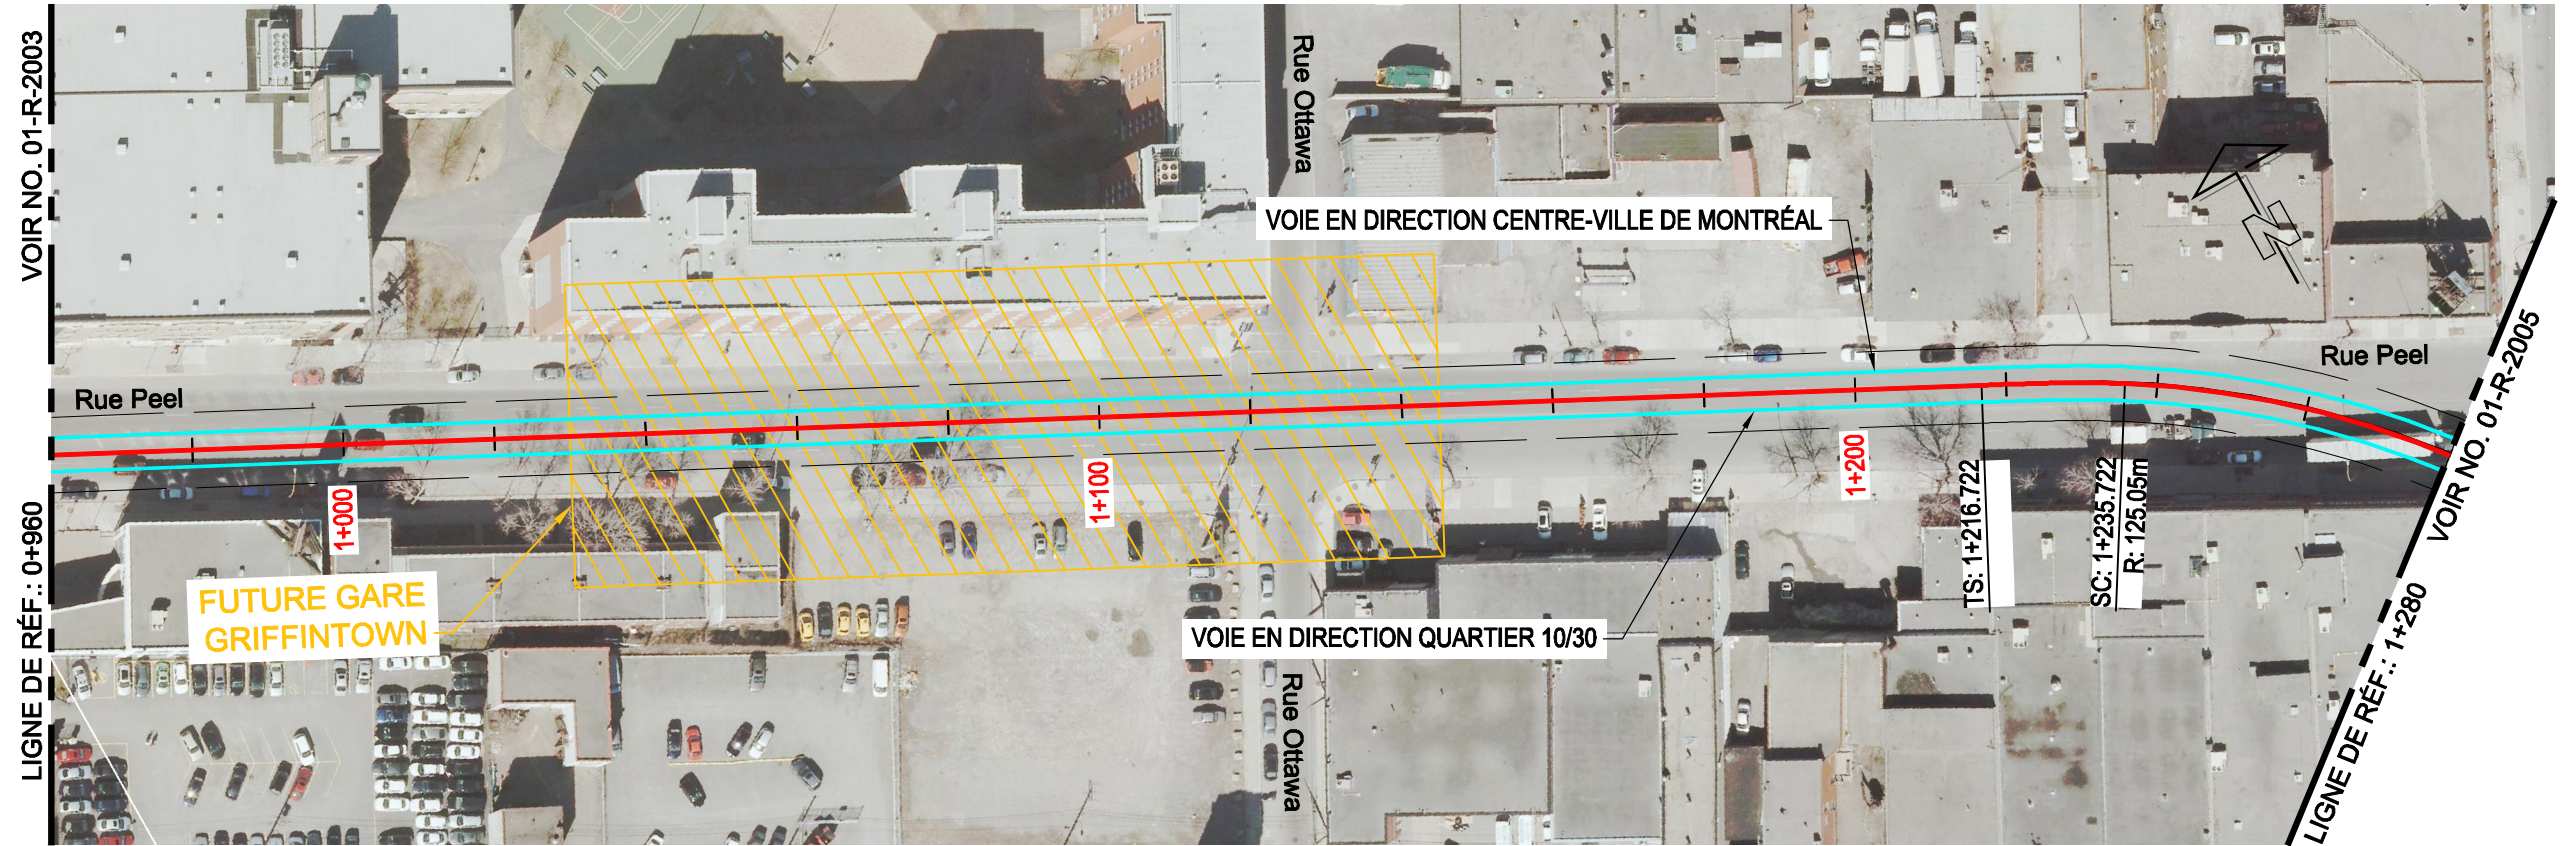 VOIR NO. 01-R-2003
LIGNE DE RÉF.: 0+960
Rue Peel
1+000
FUTURE GARE
GRIFFINTOWN
1+100
Rue Ottawa
Rue Ottawa
VOIE EN DIRECTION CENTRE-VILLE DE MONTRÉAL
VOIE EN DIRECTION QUARTIER 10/30
1+200
TS: 1+216.722
SC: 1+235.722
R: 125.05m
Rue Peel
N
VOIR NO. 01-R-2005
LIGNE DE RÉF.: 1+280